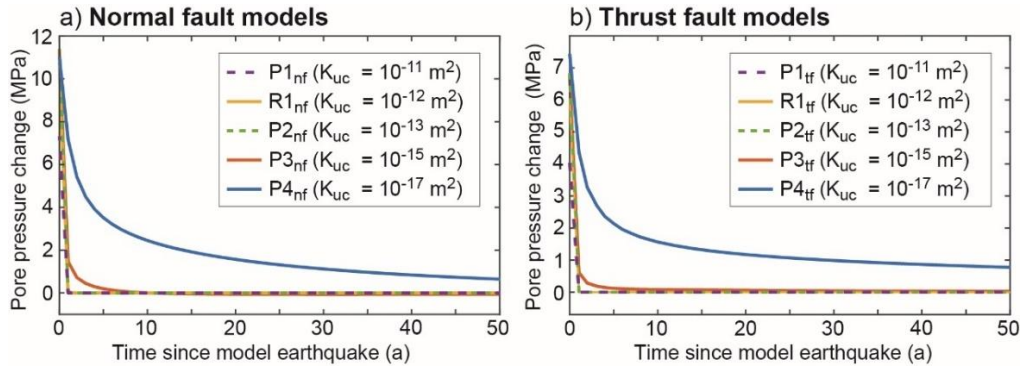 a) Normal fault models
Pore pressure change (MPa)
12
10
8
6
4
2
0
P1nf (Kuc = 10-11 m2)
R1nf (Kuc = 10-12 m2)
P2nf (Kuc = 10-13 m2)
P3nf (Kuc = 10-15 m2)
P4nf (Kuc = 10-17 m2)
0 10 20 30 40 50
Time since model earthquake (a)
b) Thrust fault models
Pore pressure change (MPa)
7
6
5
4
3
2
1
0
P1tf (Kuc = 10-11 m2)
R1tf (Kuc = 10-12 m2)
P2tf (Kuc = 10-13 m2)
P3tf (Kuc = 10-15 m2)
P4tf (Kuc = 10-17 m2)
0 10 20 30 40 50
Time since model earthquake (a)